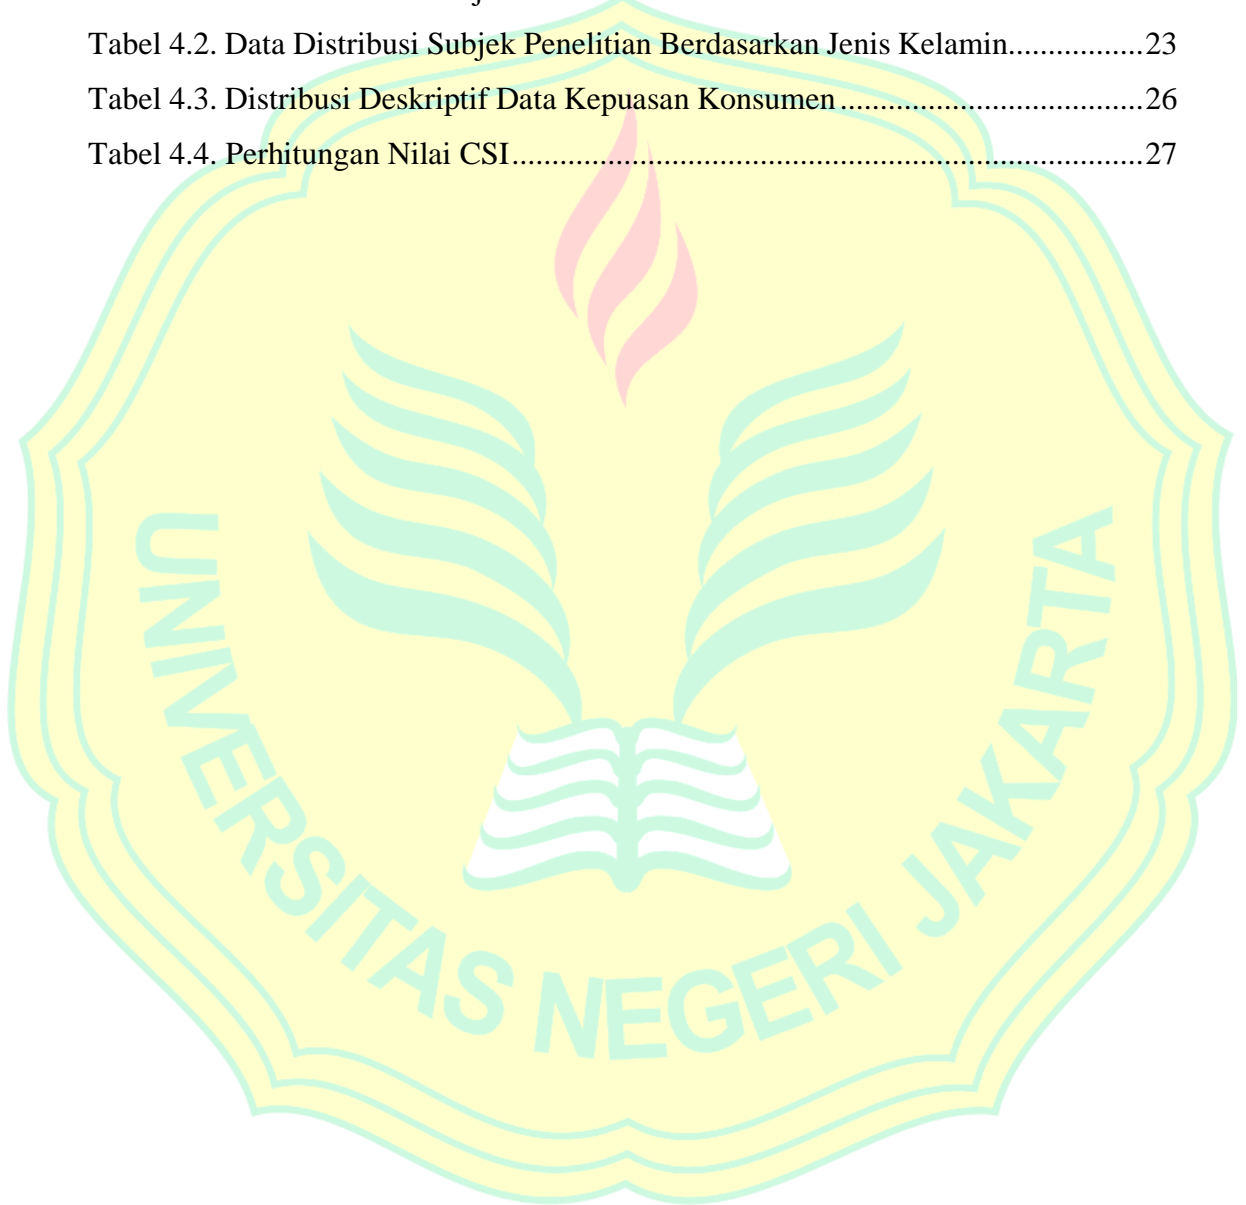 Tabel 4.2. Data Distribusi Subjek Penelitian Berdasarkan Jenis Kelamin.................23
Tabel 4.3. Distribusi Deskriptif Data Kepuasan Konsumen......................................26
Tabel 4.4. Perhitungan Nilai CSI...............................................................................27
UNIVERSITAS NEGERI JAKARTA